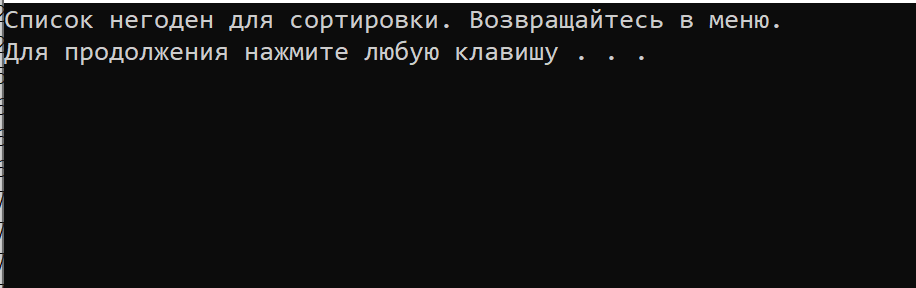 Список негоден для сортировки. Возвращайтесь в меню.
Для продолжения нажмите любую клавишу . . .